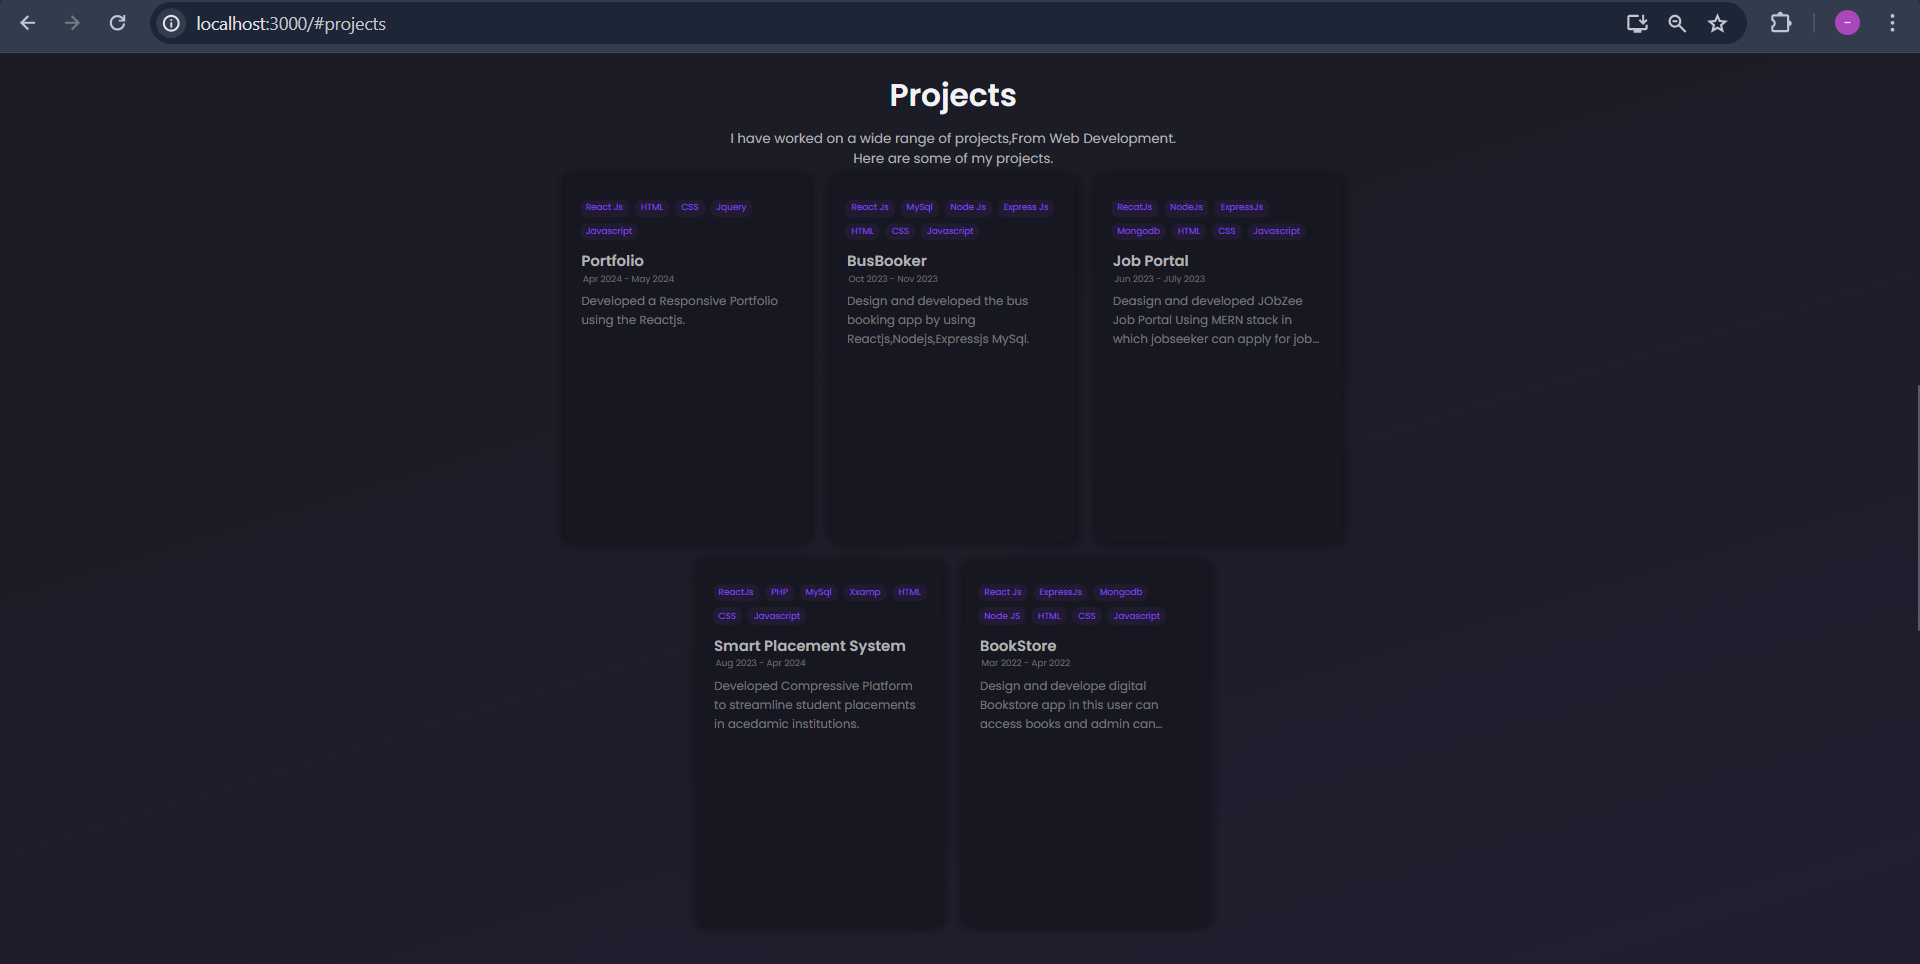 localhost:3000/#projects
Projects
I have worked on a wide range of projects,From Web Development.
Here are some of my projects.
React Js HTML CSS Jquery
Javascript
Portfolio
Apr 2024 - May 2024
Developed a Responsive Portfolio
using the Reactjs.
React Js MySql Node Js Express Js
HTML CSS Javascript
BusBooker
Oct 2023 - Nov 2023
Design and developed the bus
booking app by using
Reactjs,Nodejs,Expressjs MySql.
RecatJs NodeJs ExpressJs
Mongodb HTML CSS Javascript
Job Portal
Jun 2023 - JUly 2023
Deasign and developed JObZee
Job Portal Using MERN stack in
which jobseeker can apply for job...
ReactJs PHP MySql Xxamp HTML
CSS Javascript
Smart Placement System
Aug 2023 - Apr 2024
Developed Compressive Platform
to streamline student placements
in acedamic institutions.
React Js ExpressJs Mongodb
Node JS HTML CSS Javascript
BookStore
Mar 2022 - Apr 2022
Design and develope digital
Bookstore app in this user can
access books and admin can...